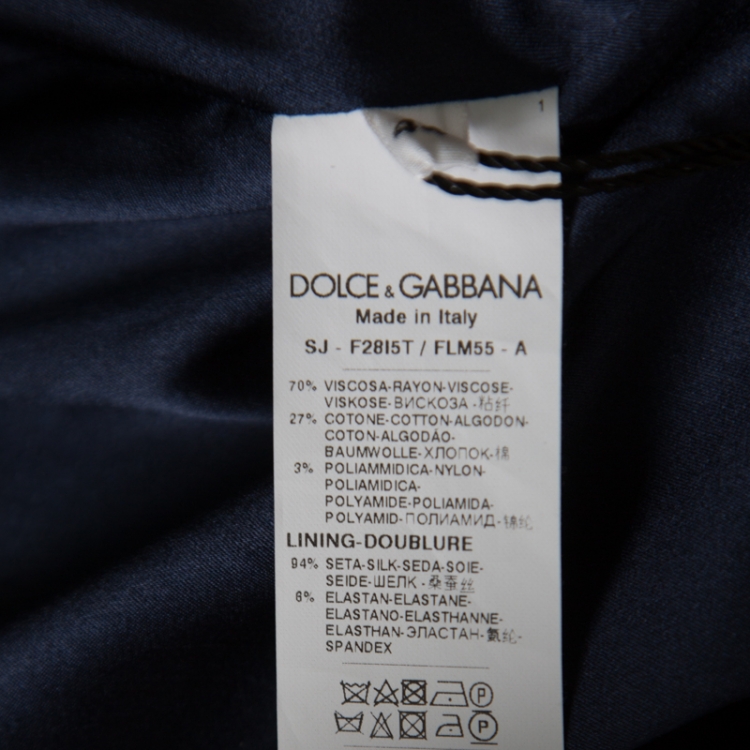 1
DOLCE & GABBANA
Made in Italy
SJ - F28I5T / FLM55 - A
70% VISCOSA-RAYON-VISCOSE-
VISKOSE-ВИСКОЗА-粘纤
27% COTONE-COTTON-ALGODON-
COTON-ALGODÃO-
BAUMWOLLE-ХЛОПОК-棉
3% POLIAMMIDICA-NYLON-
POLIAMIDICA-
POLYAMIDE-POLIAMIDA-
POLYAMID-ПОЛИАМИД-锦纶
LINING-DOUBLURE
94% SETA-SILK-SEDA-SOIE-
SEIDE-ШЕЛК-桑蚕丝
6% ELASTAN-ELASTANE-
ELASTANO-ELASTHANNE-
ELASTHAN-ЭЛАСТАН-氨纶-
SPANDEX
P
P